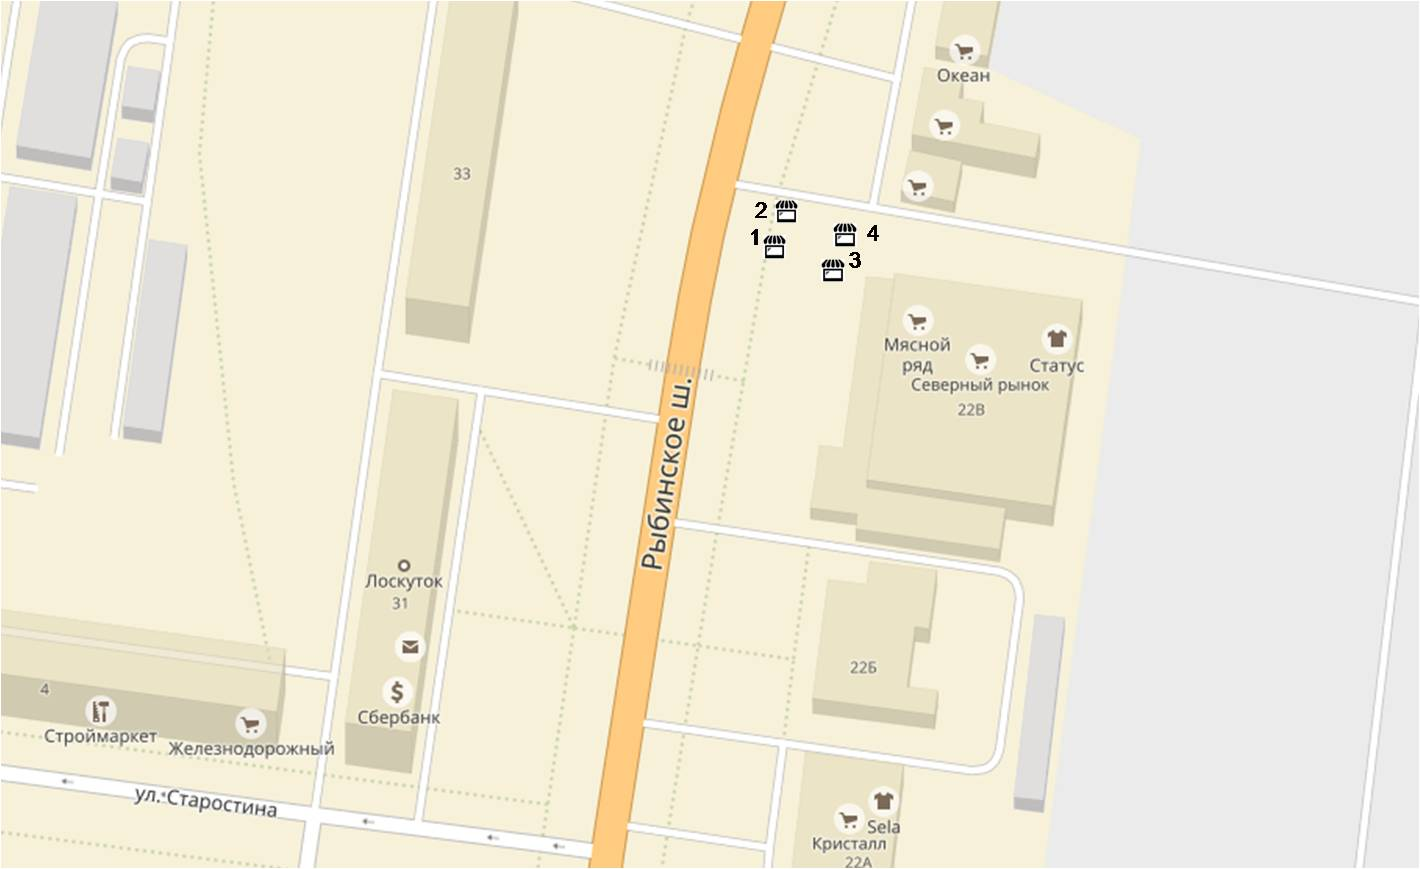 Океан
33
2
4
1
3
Мясной
ряд
Статус
Северный рынок
22В
Рыбинское ш.
Лоскуток
31
22Б
4
$
Сбербанк
Строймаркет
Железнодорожный
ул. Старостина
Sela
Кристалл
22А